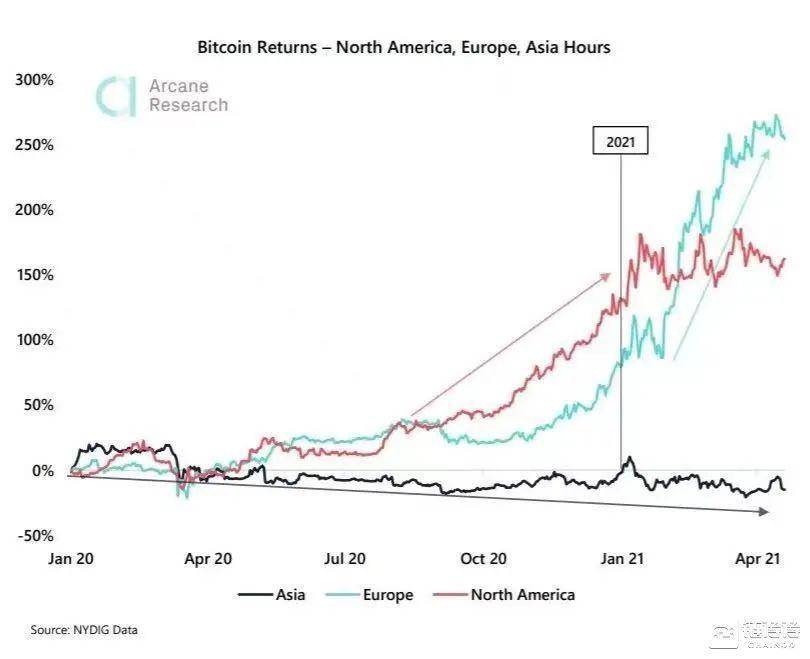 Bitcoin Returns – North America, Europe, Asia Hours
300%
Arcane
Research
250%
2021
200%
150%
100%
50%
0%
-50%
Jan 20 Apr 20 Jul 20 Oct 20 Jan 21 Apr 21
Asia Europe North America
Source: NYDIG Data